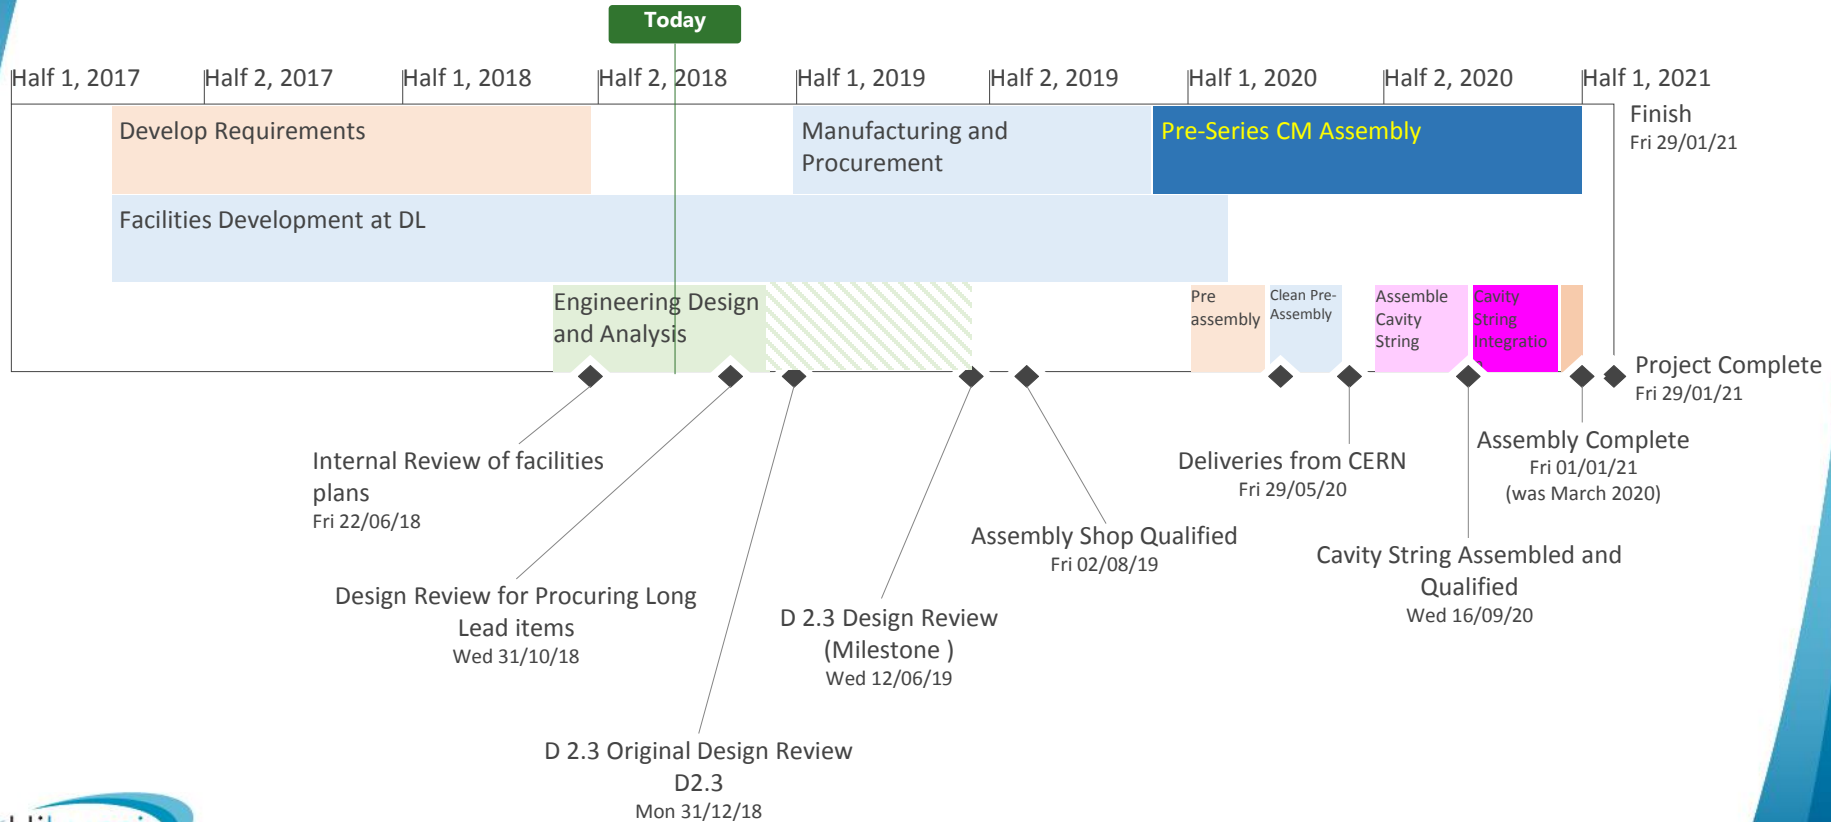 Today
Half 1, 2017
Half 2, 2017
Half 1, 2018
Half 2, 2018
Half 1, 2019
Half 2, 2019
Half 1, 2020
Half 2, 2020
Half 1, 2021
Finish
Fri 29/01/21
Develop Requirements
Manufacturing and
Procurement
Pre-Series CM Assembly
Facilities Development at DL
Engineering Design
and Analysis
Pre
assembly
Clean Pre-
Assembly
Assemble
Cavity
String
Cavity
String
Integratio
Project Complete
Fri 29/01/21
Internal Review of facilities
plans
Fri 22/06/18
Design Review for Procuring Long
Lead items
Wed 31/10/18
D 2.3 Original Design Review
D2.3
Mon 31/12/18
D 2.3 Design Review
(Milestone )
Wed 12/06/19
Assembly Shop Qualified
Fri 02/08/19
Deliveries from CERN
Fri 29/05/20
Cavity String Assembled and
Qualified
Wed 16/09/20
Assembly Complete
Fri 01/01/21
(was March 2020)